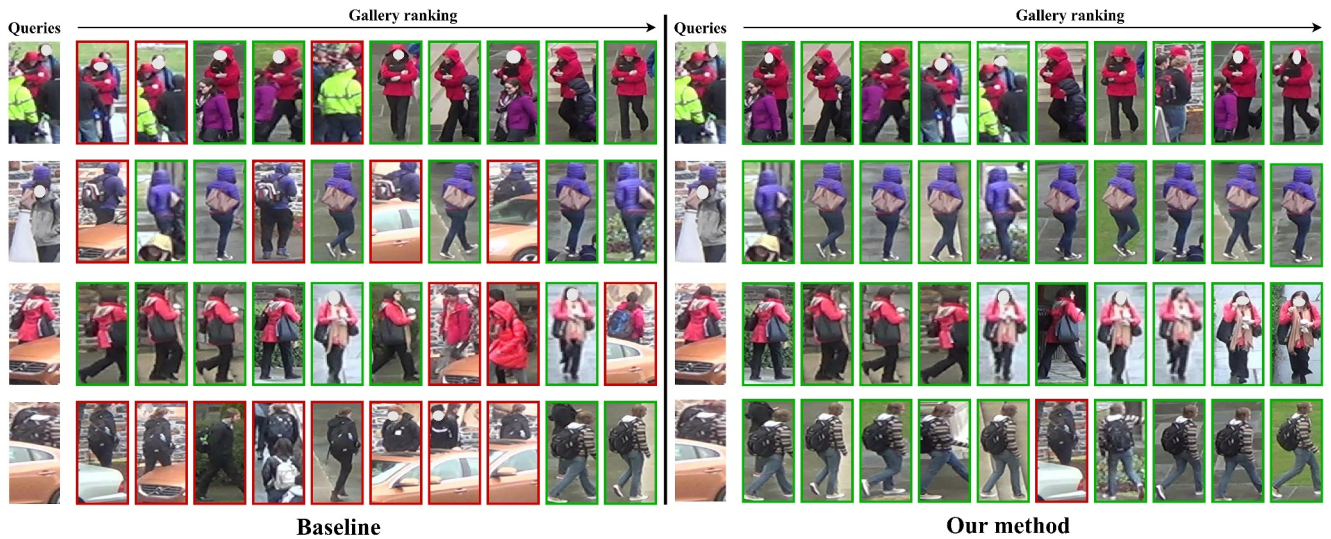 Gallery ranking
Queries
Gallery ranking
Queries
Baseline
Our method